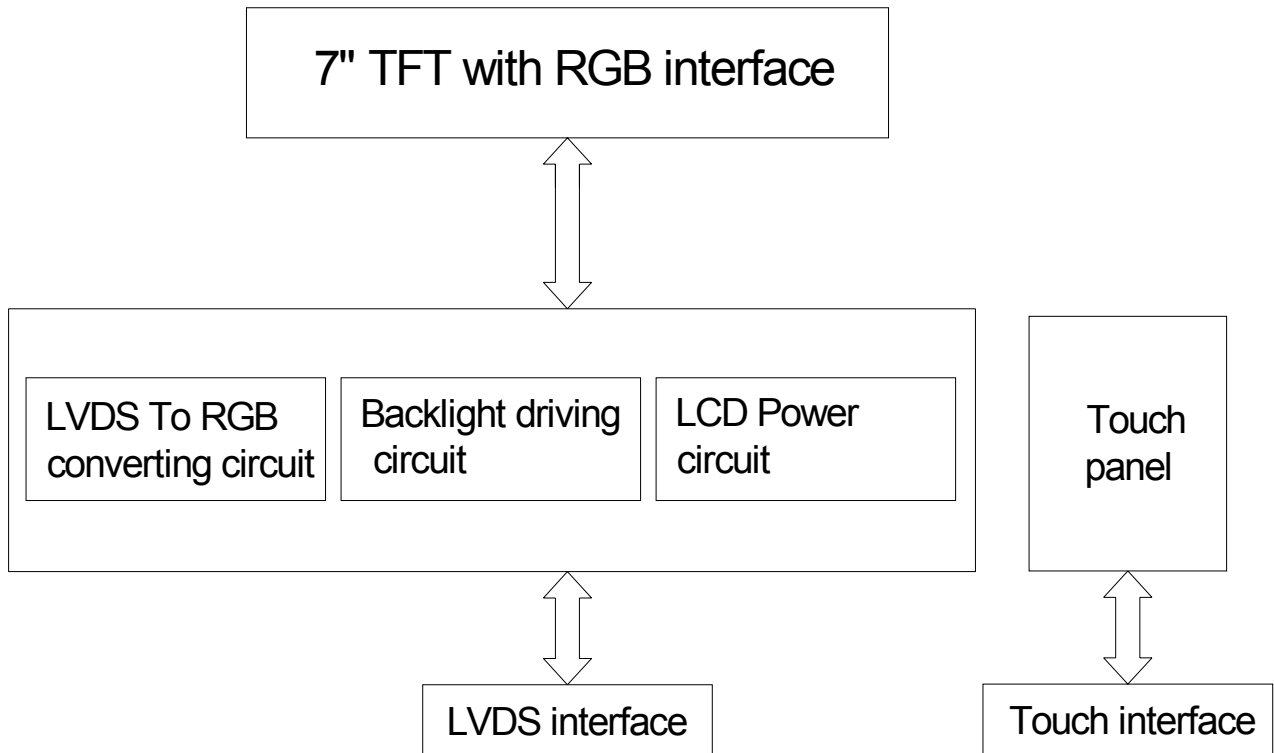 7" TFT with RGB interface
LVDS To RGB
converting circuit
Backlight driving
circuit
LCD Power
circuit
Touch
panel
LVDS interface
Touch interface